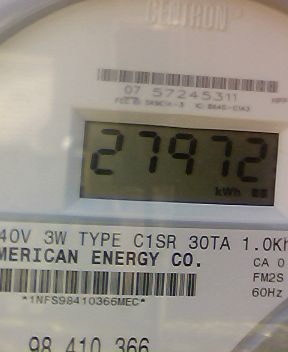 CENTRON
07 57245311
27972
kWh
40V 3W TYPE C1SR 30TA 1.0Kh
MERICAN ENERGY CO.
CA 0
FM2S
60Hz
*1NFS98410366MEC*
98 410 366